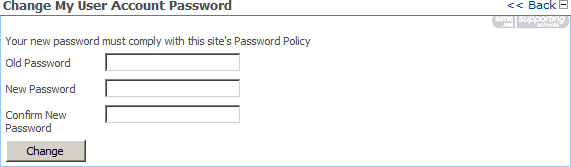 Change My User Account Password
<< Back
supporting
Your new password must comply with this site's Password Policy
Old Password
New Password
Confirm New
Password
Change